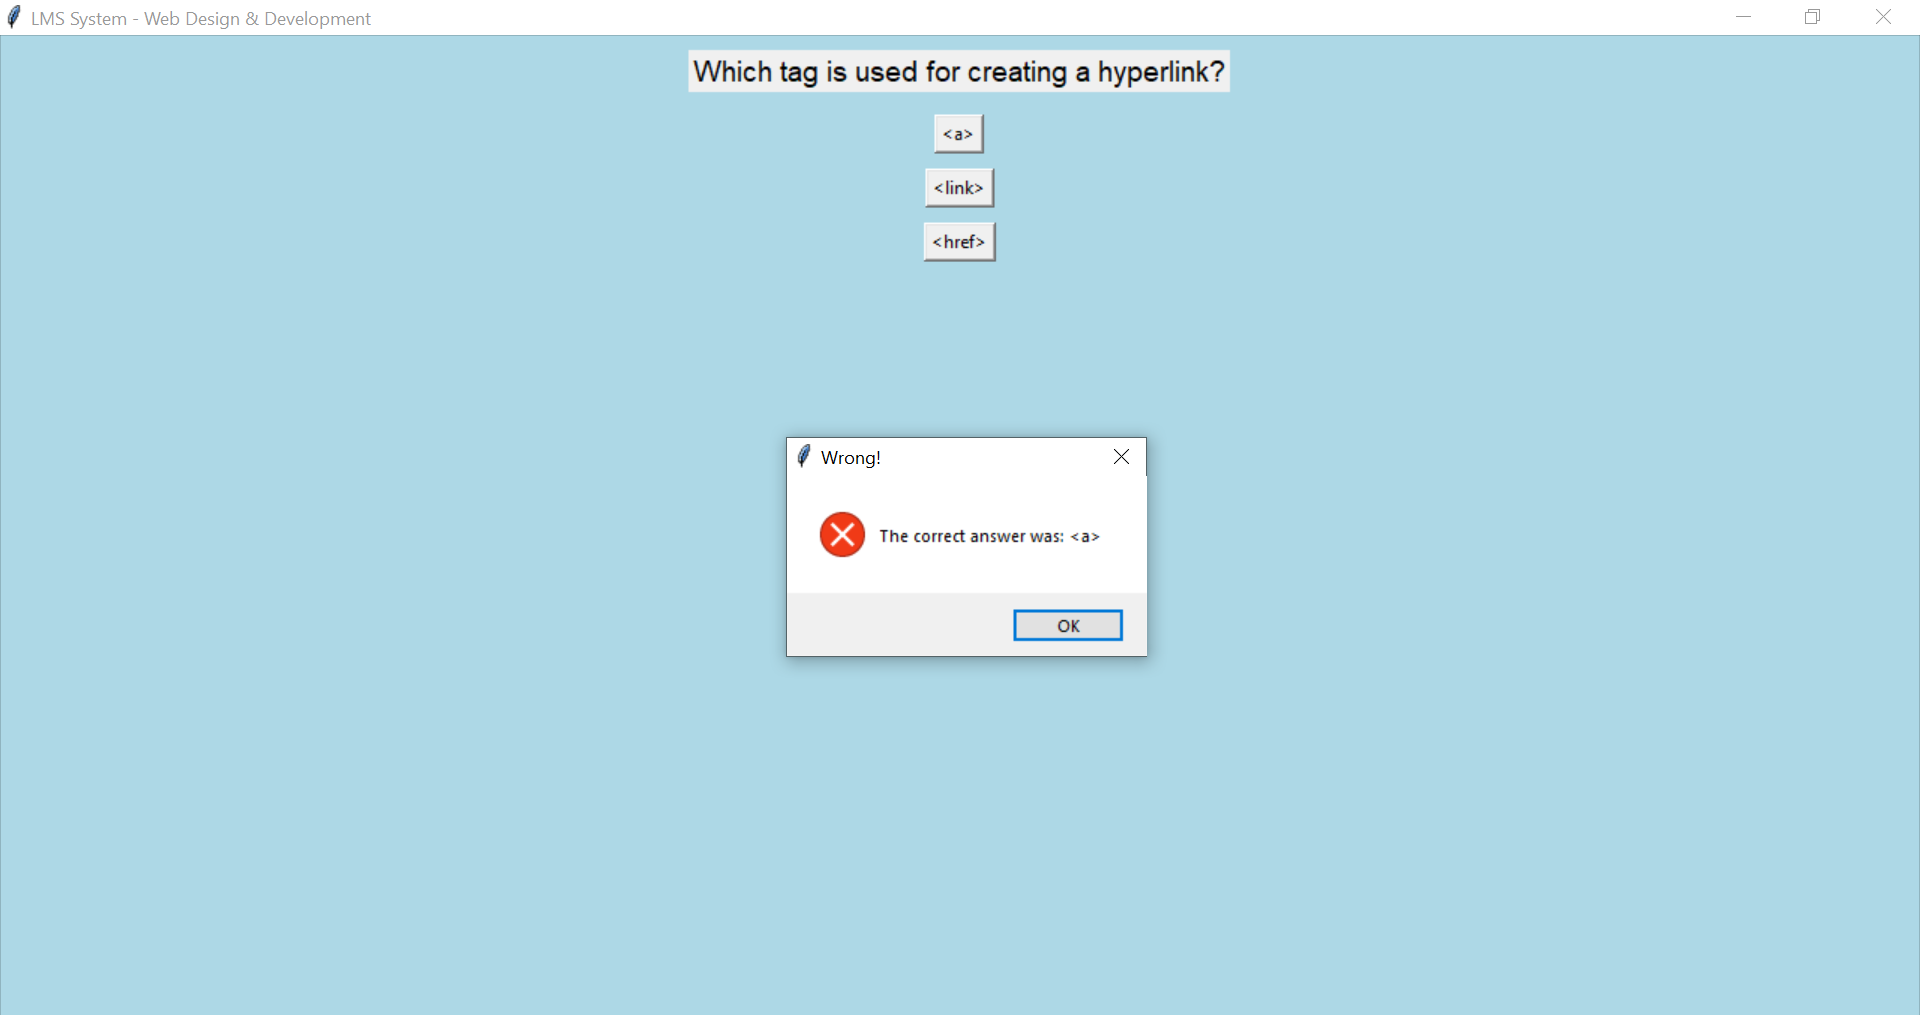 LMS System - Web Design & Development
Which tag is used for creating a hyperlink?
<a>
<link>
<href>
Wrong!
The correct answer was: <a>
OK